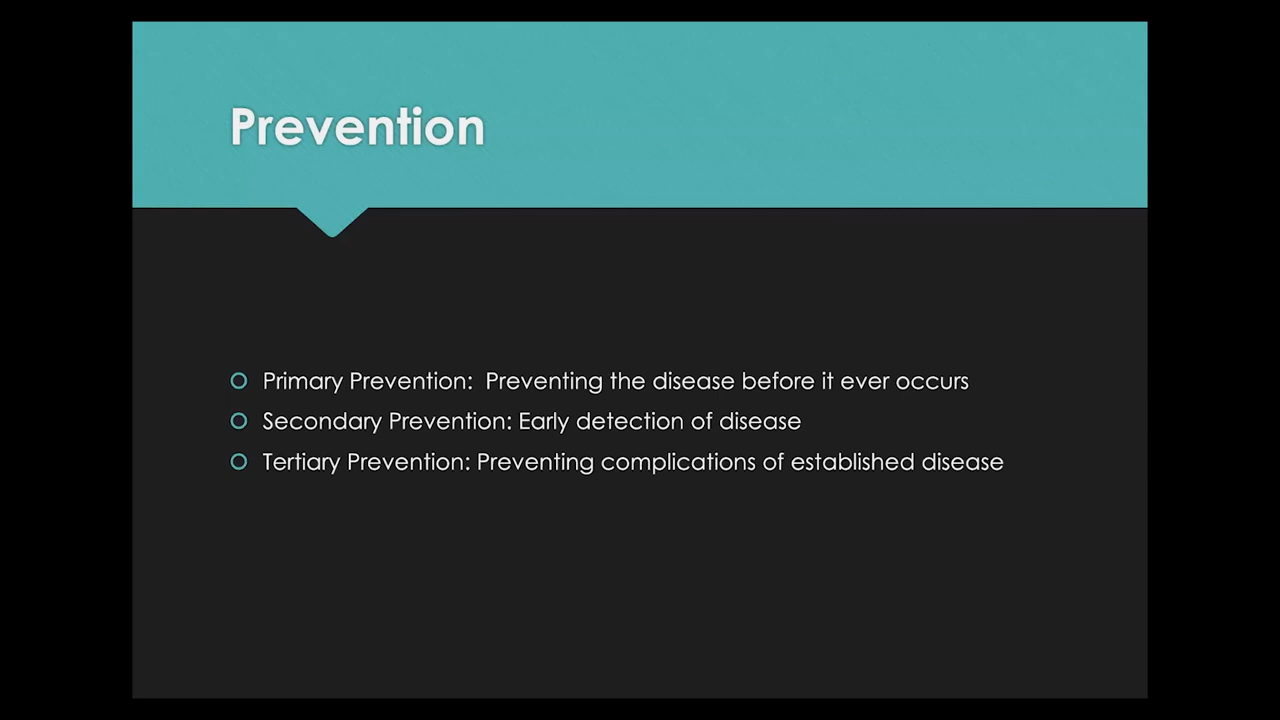 Prevention
Primary Prevention:  Preventing the disease before it ever occurs
Secondary Prevention: Early detection of disease
Tertiary Prevention: Preventing complications of established disease